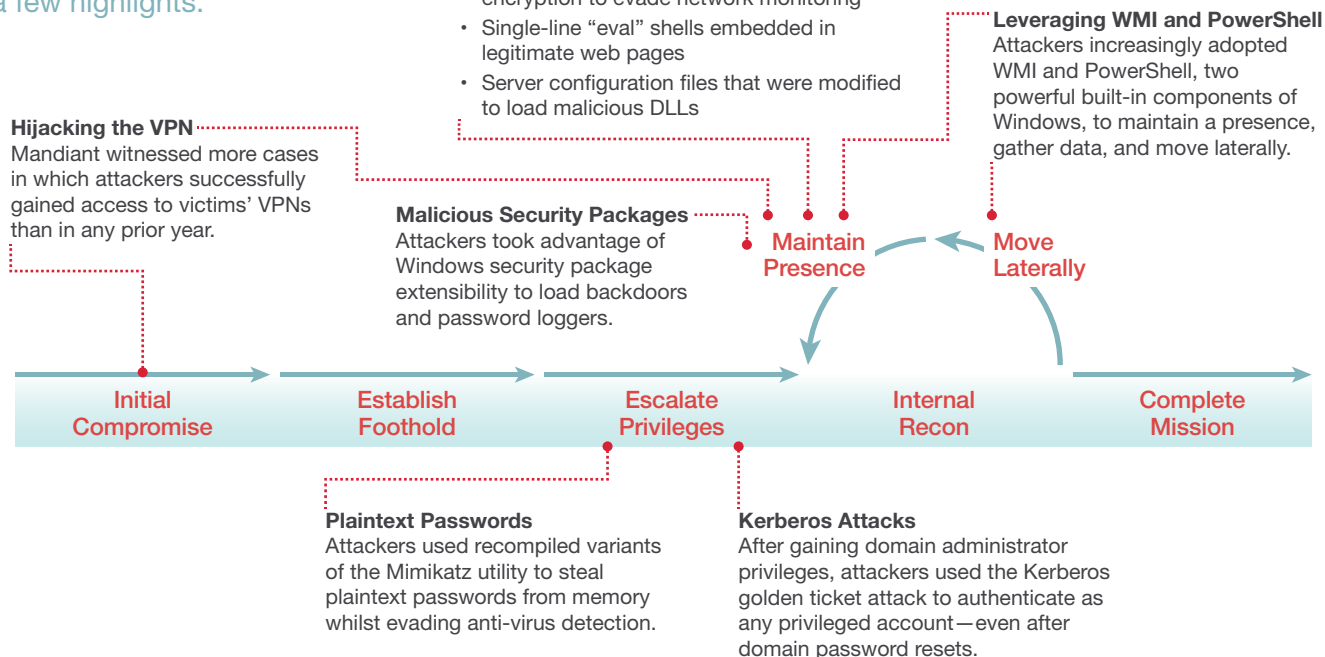 a few highlights.
encryption to evade network monitoring
• Single-line “eval” shells embedded in
legitimate web pages
• Server configuration files that were modified
to load malicious DLLs
Leveraging WMI and PowerShell
Attackers increasingly adopted
WMI and PowerShell, two
powerful built-in components of
Windows, to maintain a presence,
gather data, and move laterally.
Hijacking the VPN
Mandiant witnessed more cases
in which attackers successfully
gained access to victims’ VPNs
than in any prior year.
Malicious Security Packages
Attackers took advantage of
Windows security package
extensibility to load backdoors
and password loggers.
Maintain
Presence
Move
Laterally
Initial
Compromise
Establish
Foothold
Escalate
Privileges
Internal
Recon
Complete
Mission
Plaintext Passwords
Attackers used recompiled variants
of the Mimikatz utility to steal
plaintext passwords from memory
whilst evading anti-virus detection.
Kerberos Attacks
After gaining domain administrator
privileges, attackers used the Kerberos
golden ticket attack to authenticate as
any privileged account—even after
domain password resets.